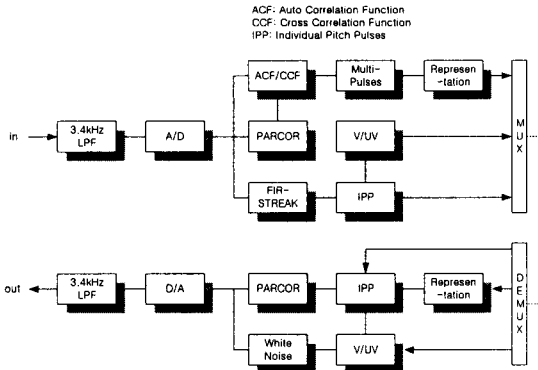 ACF: Auto Correlation Function
CCF: Cross Correlation Function
IPP: Individual Pitch Pulses
ACF/CCF
Multi-
Pulses
Represen
-tation
in
3.4kHz
LPF
A/D
PARCOR
V/UV
MUX
FIR-
STREAK
IPP
out
3.4kHz
LPF
D/A
PARCOR
IPP
Represen
-tation
DEMUX
White
Noise
V/UV